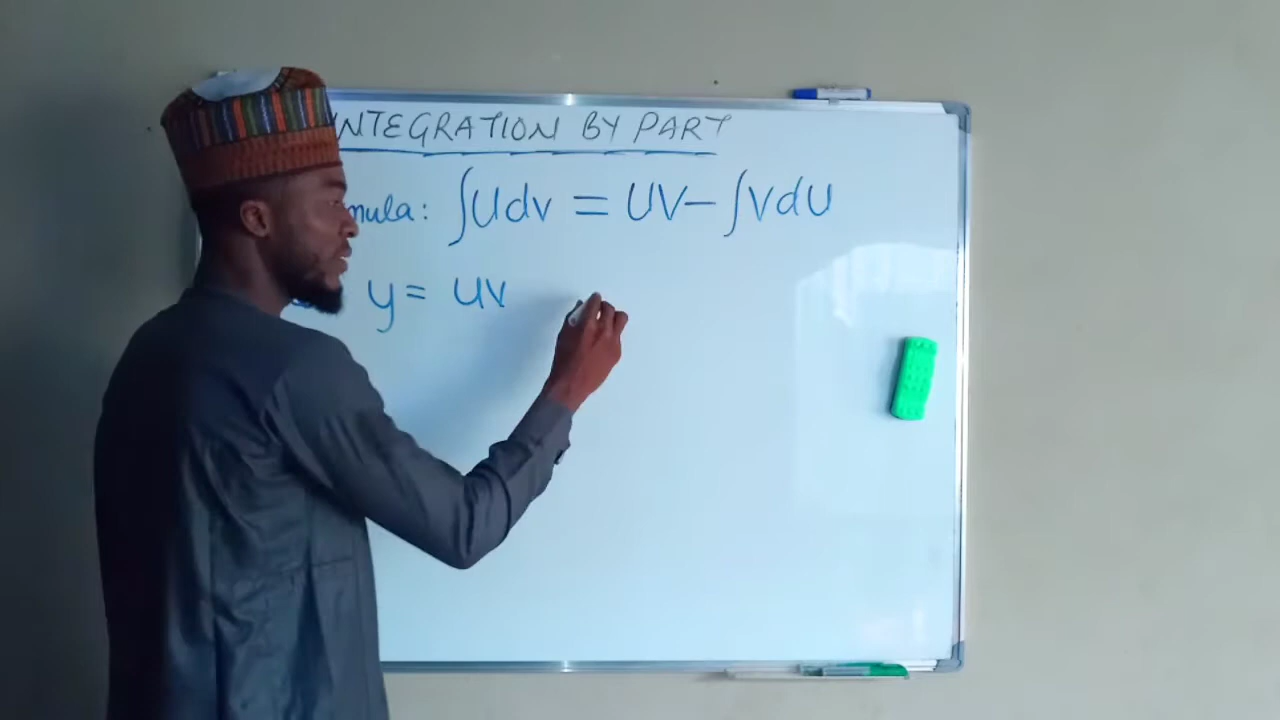 NTEGRATION BY PART
mula: ∫Udv = UV - ∫VdU
y = UV